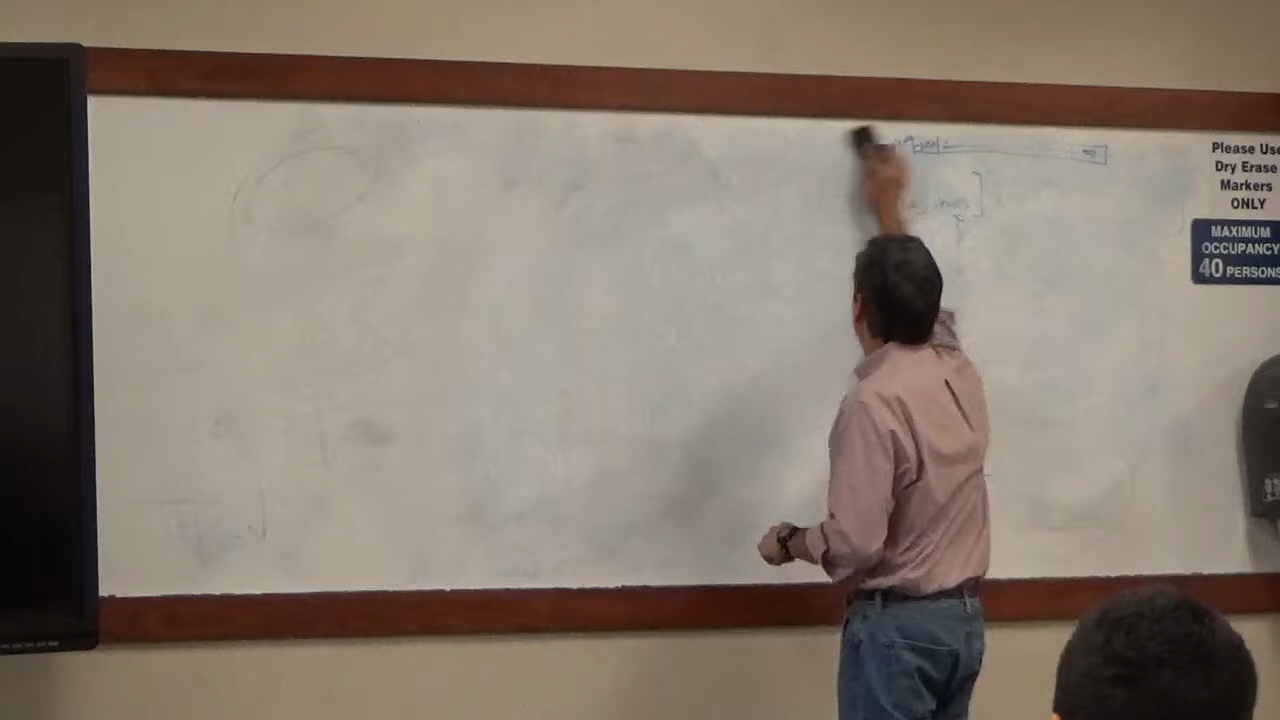 Please Use
Dry Erase
Markers
ONLY
MAXIMUM
OCCUPANCY
40 PERSONS